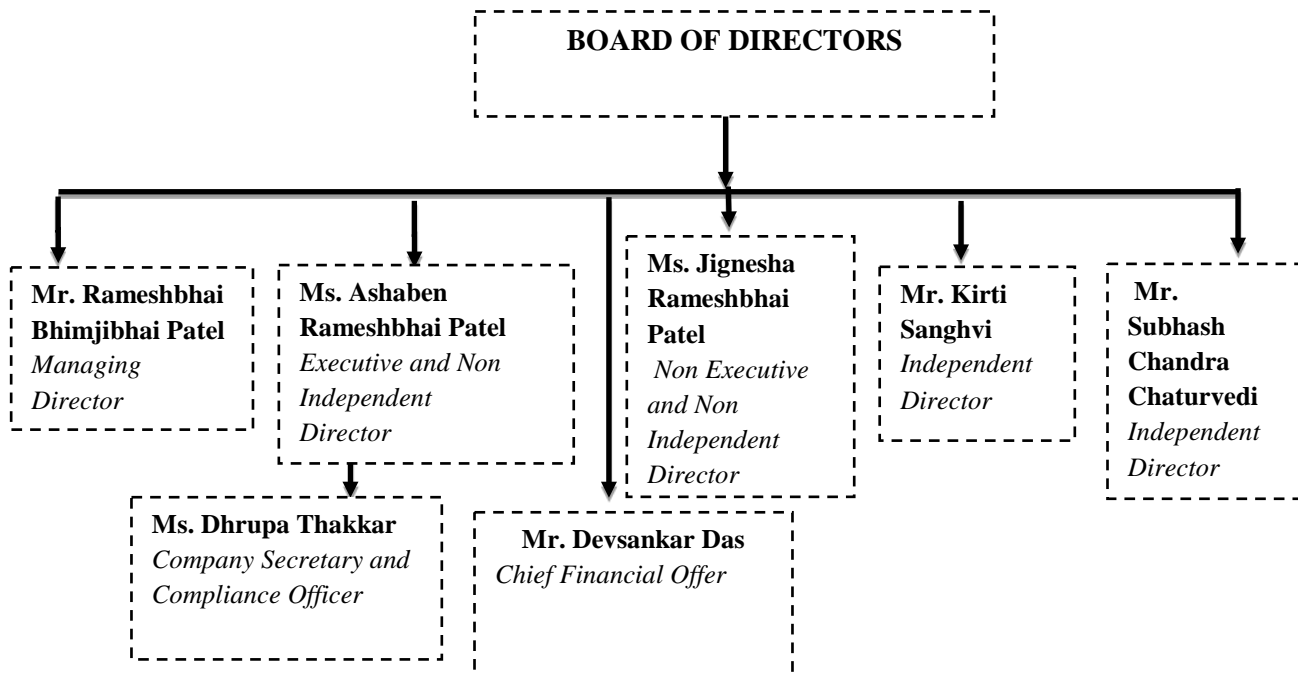 BOARD OF DIRECTORS
Mr. Rameshbhai
Bhimjibhai Patel
Managing
Director
Ms. Ashaben
Rameshbhai Patel
Executive and Non
Independent
Director
Ms. Jignesha
Rameshbhai
Patel
Non Executive
and Non
Independent
Director
Mr. Kirti
Sanghvi
Independent
Director
Mr.
Subhash
Chandra
Chaturvedi
Independent
Director
Ms. Dhrupa Thakkar
Company Secretary and
Compliance Officer
Mr. Devsankar Das
Chief Financial Offer